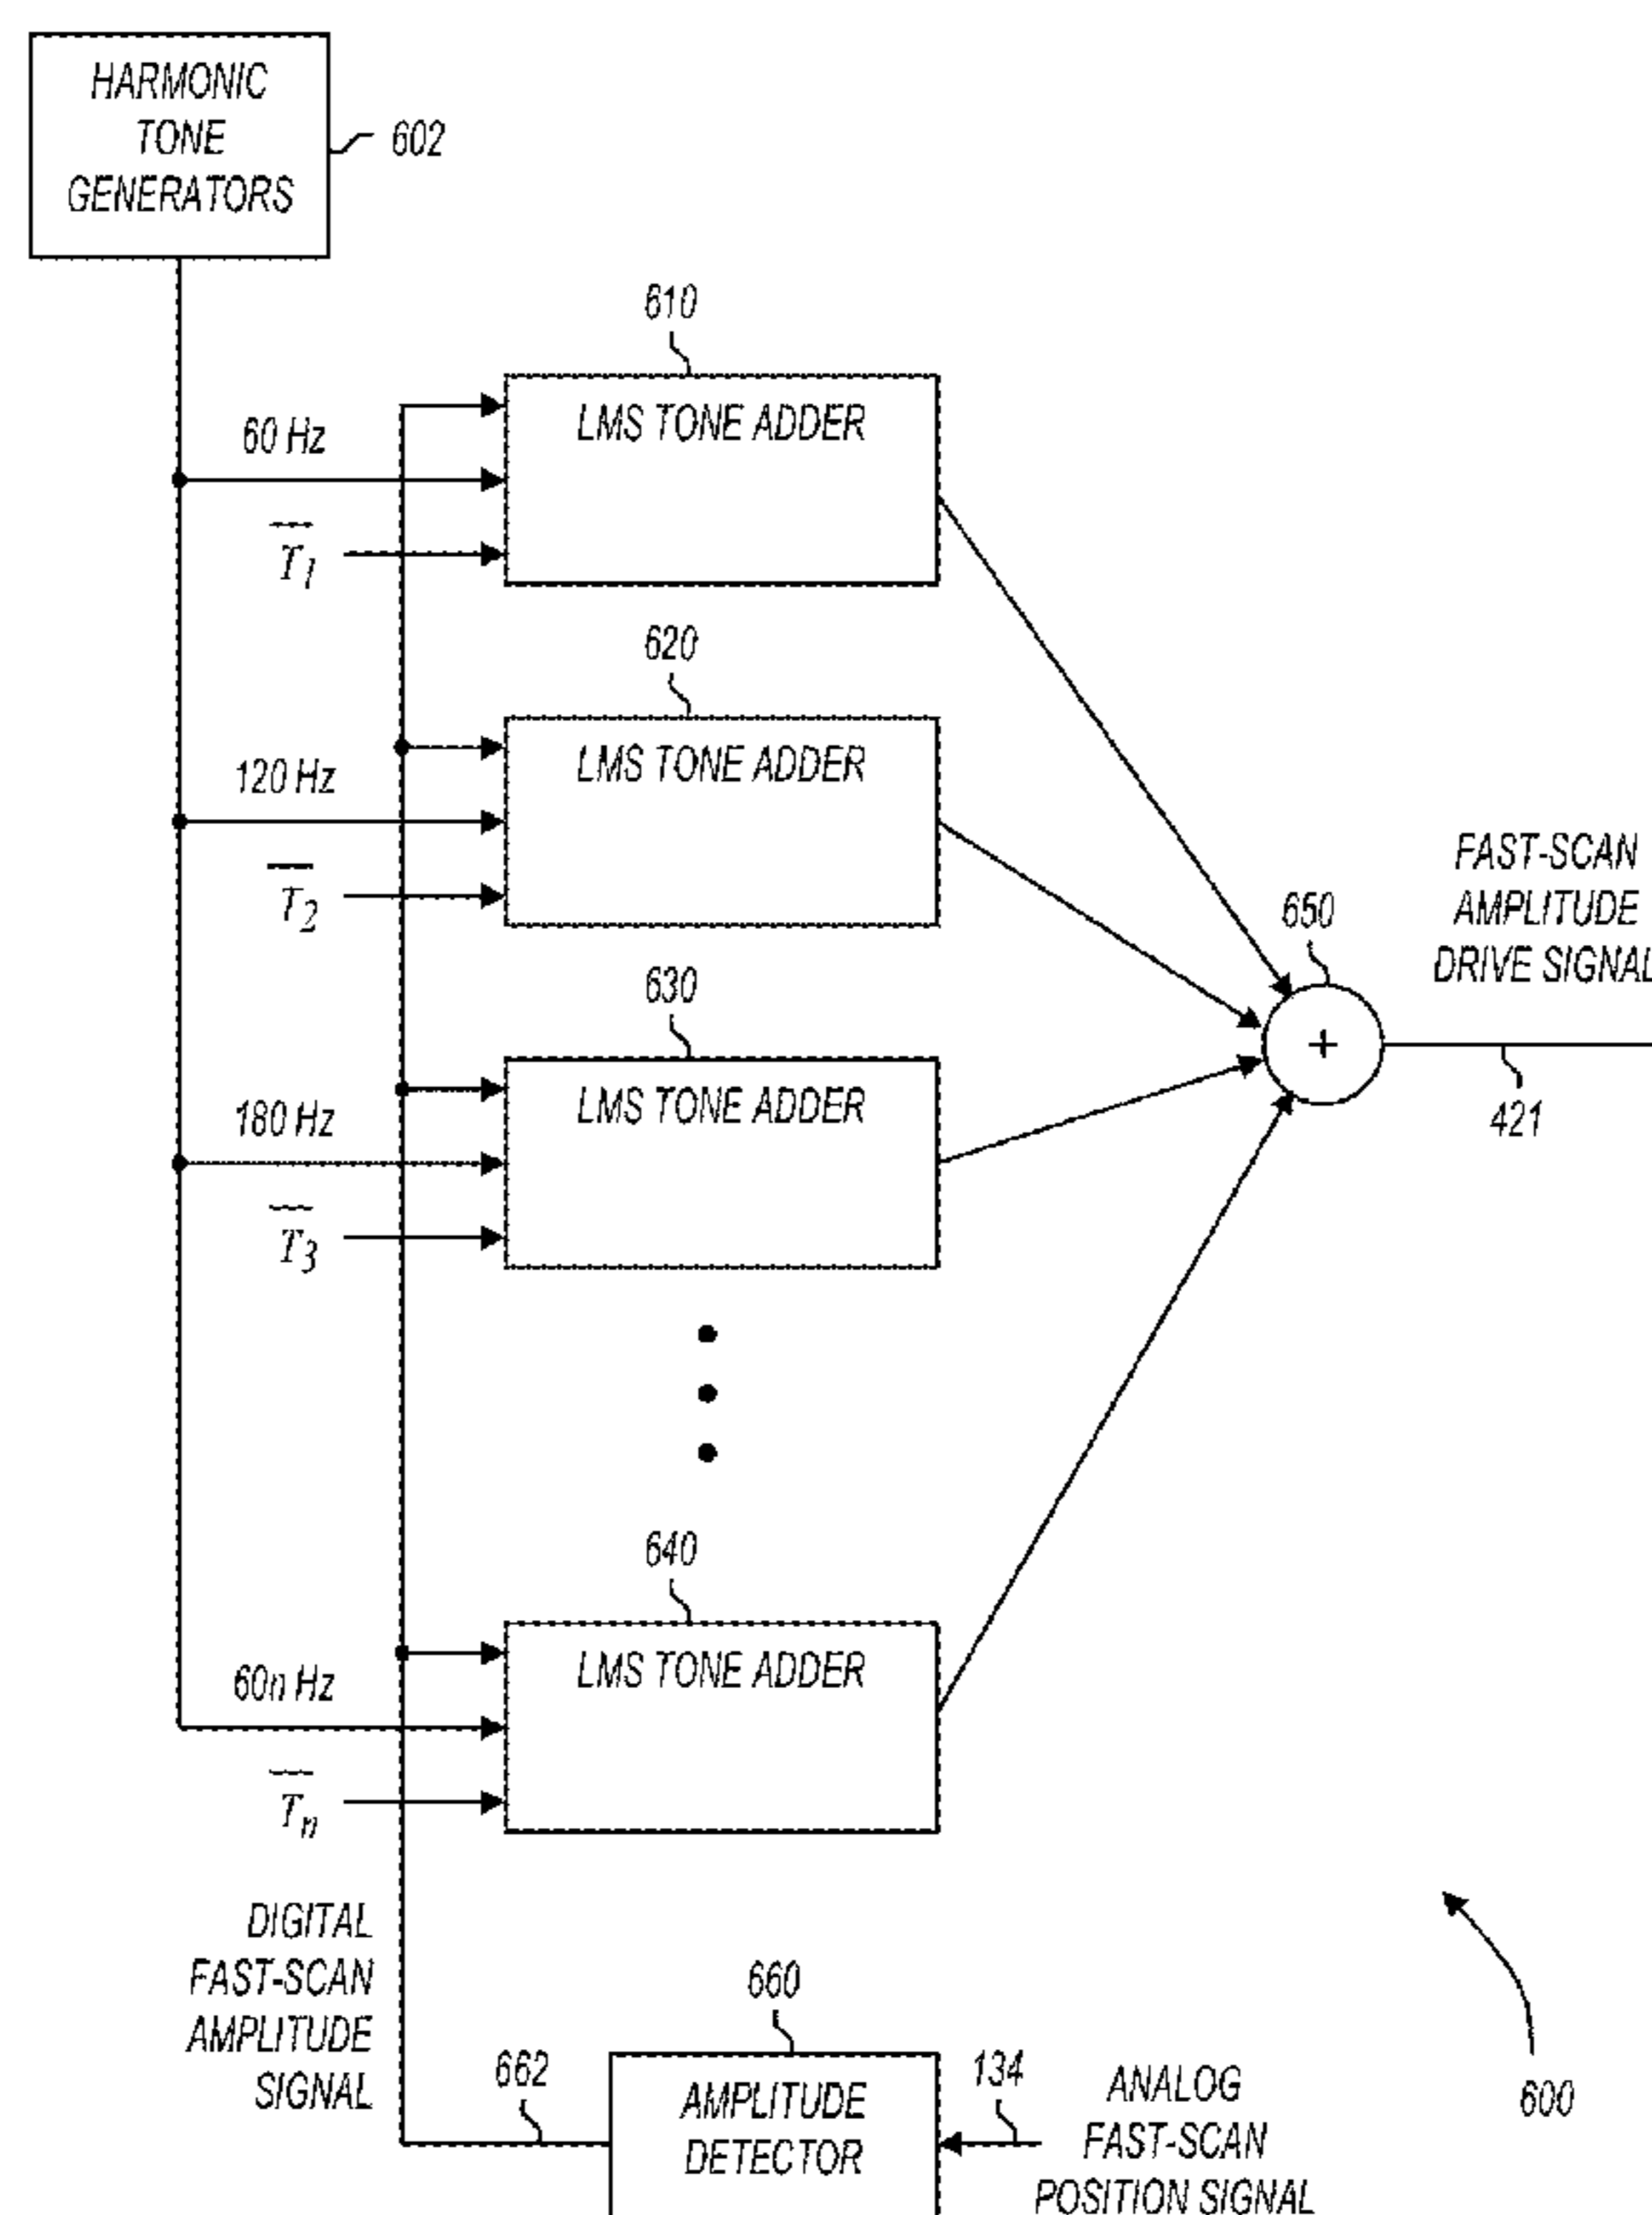 HARMONIC
TONE
GENERATORS
602
610
LMS TONE ADDER
60 Hz
T1
620
LMS TONE ADDER
120 Hz
T2
FAST-SCAN
AMPLITUDE
DRIVE SIGNAL
650
+
421
630
LMS TONE ADDER
180 Hz
T3
640
LMS TONE ADDER
60n Hz
Tn
DIGITAL
FAST-SCAN
AMPLITUDE
SIGNAL
662
660
AMPLITUDE
DETECTOR
134
ANALOG
FAST-SCAN
POSITION SIGNAL
600